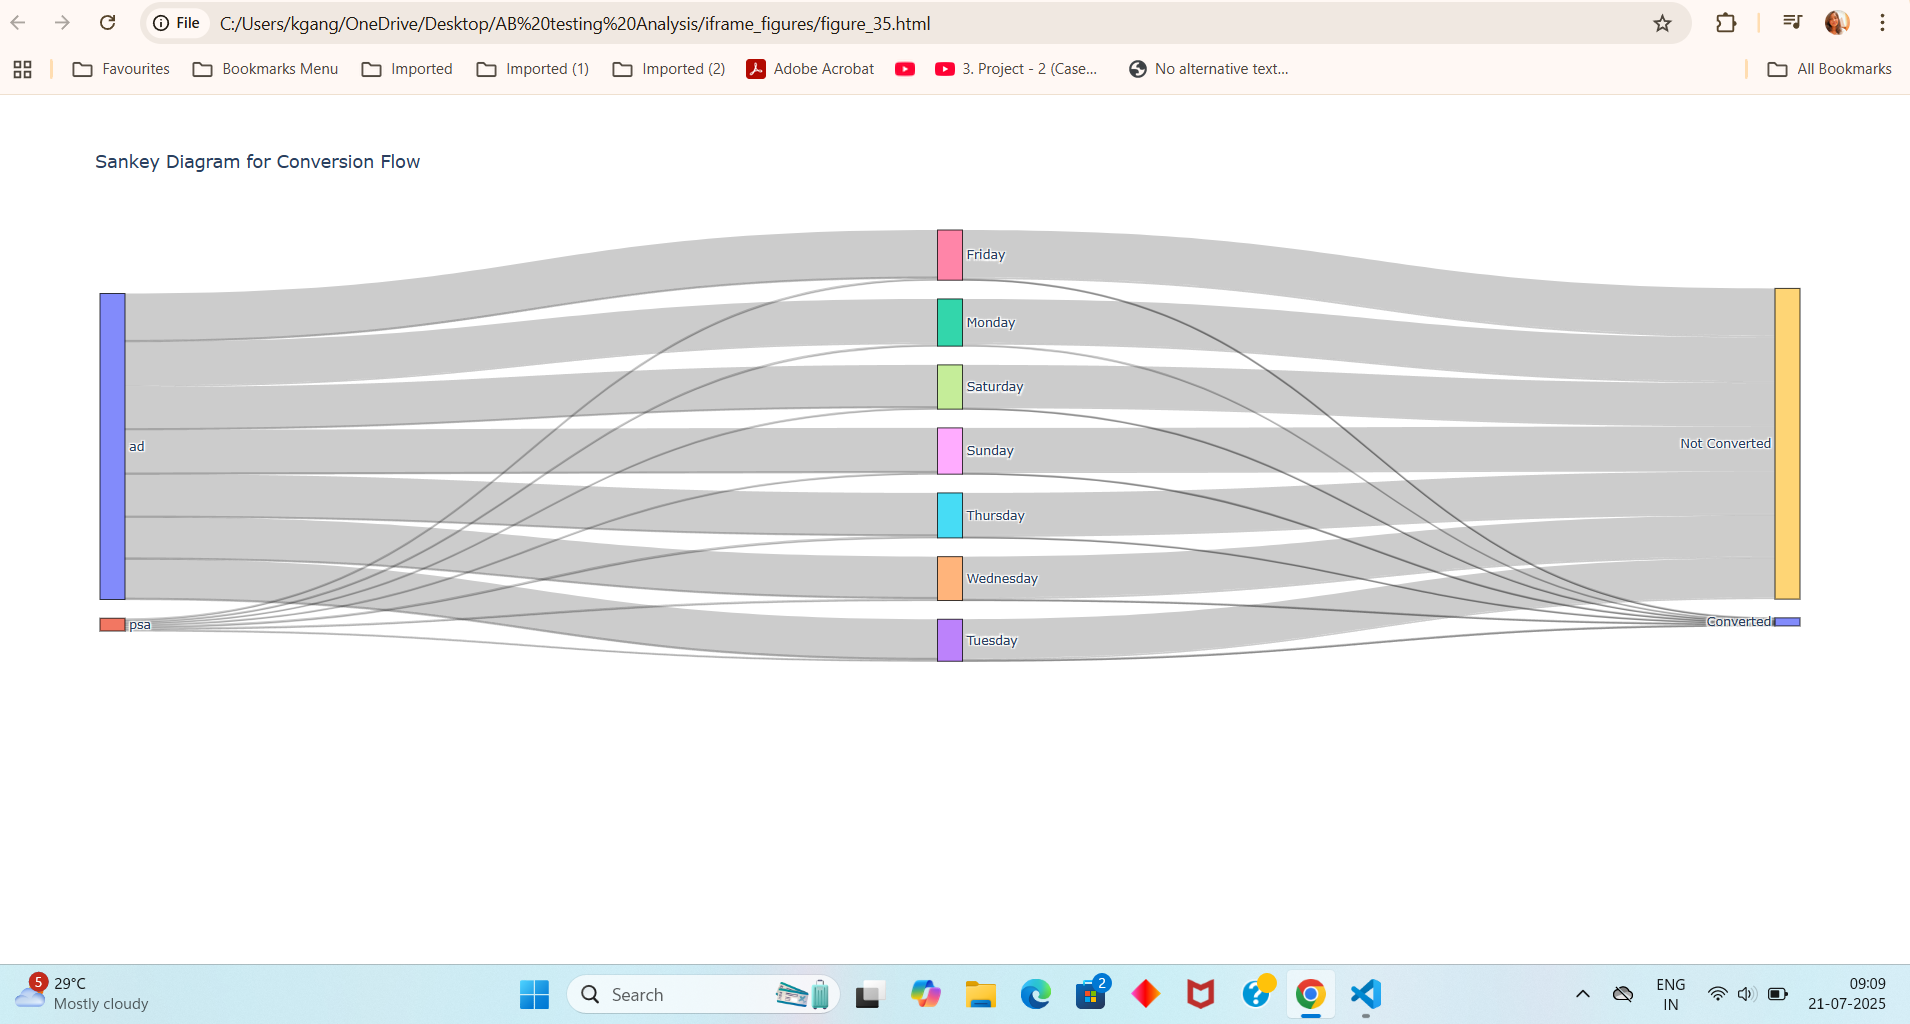 File C:/Users/kgang/OneDrive/Desktop/AB%20testing%20Analysis/iframe_figures/figure_35.html
Favourites Bookmarks Menu Imported Imported (1) Imported (2) Adobe Acrobat 3. Project - 2 (Case... No alternative text... All Bookmarks
Sankey Diagram for Conversion Flow
Friday
Monday
Saturday
ad
Not Converted
Sunday
Thursday
Wednesday
psa
Converted
Tuesday
5 29°C
Mostly cloudy
Search
2
ENG
IN
09:09
21-07-2025